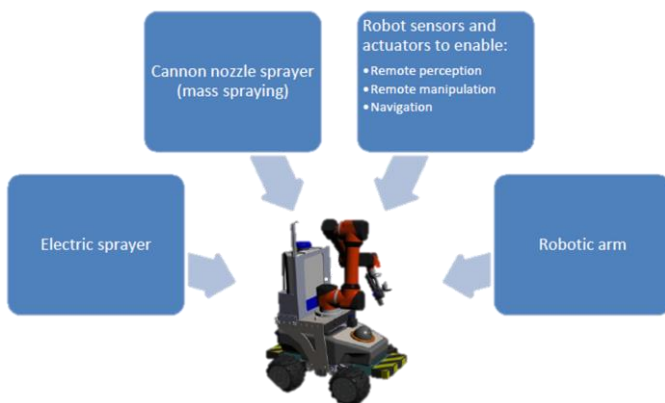 Cannon nozzle sprayer
(mass spraying)
Robot sensors and
actuators to enable:
• Remote perception
• Remote manipulation
• Navigation
Electric sprayer
Robotic arm